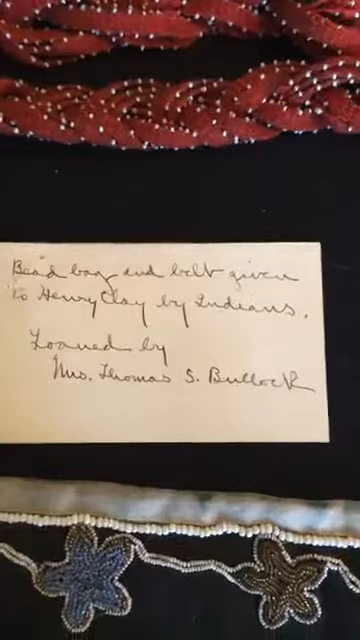 Bead bag and belt given
to Henry Clay by Indians.
Loaned by
Mrs. Thomas S. Bullock